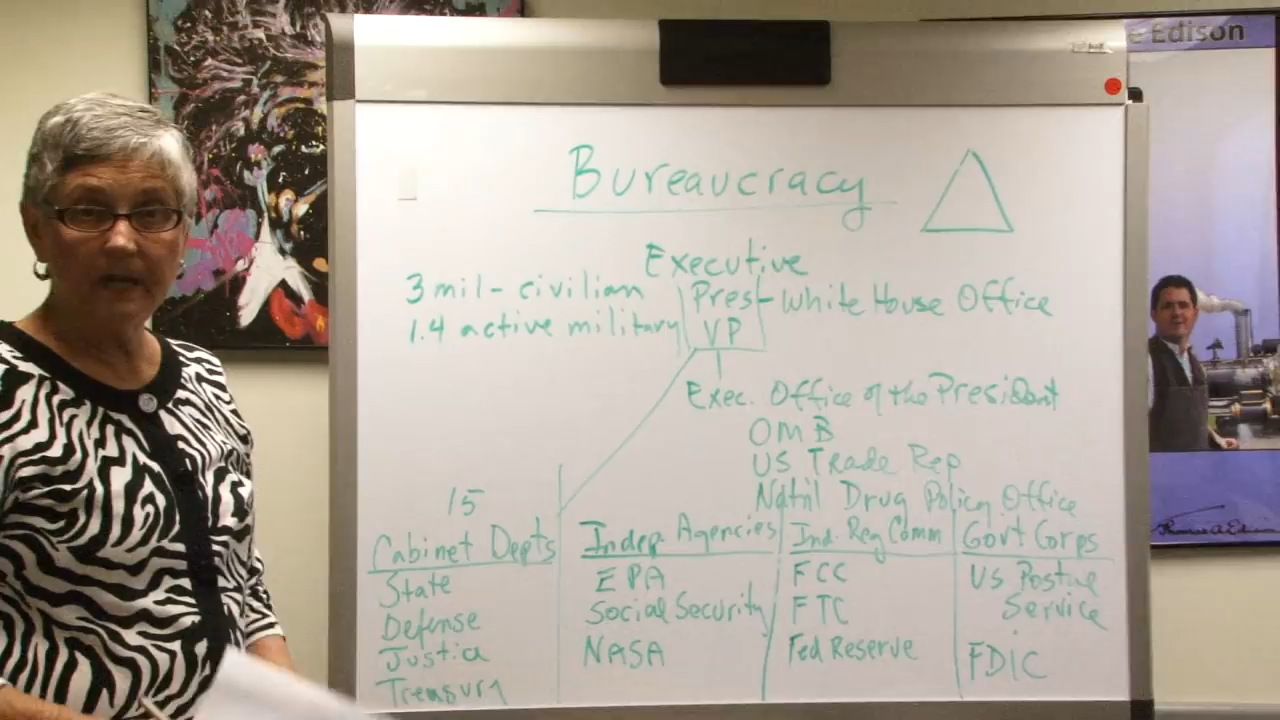 e Edison
Bureaucracy
Executive
3 mil - civilian
1.4 active military
Pres - White House Office
VP
Exec. Office of the President
OMB
US Trade Rep
Nat'l Drug Policy Office
15
Cabinet Depts
State
Defense
Justice
Treasury
Indep. Agencies
EPA
Social Security
NASA
Ind. Reg Comm
FCC
FTC
Fed Reserve
Govt Corps
US Postal
Service
FDIC